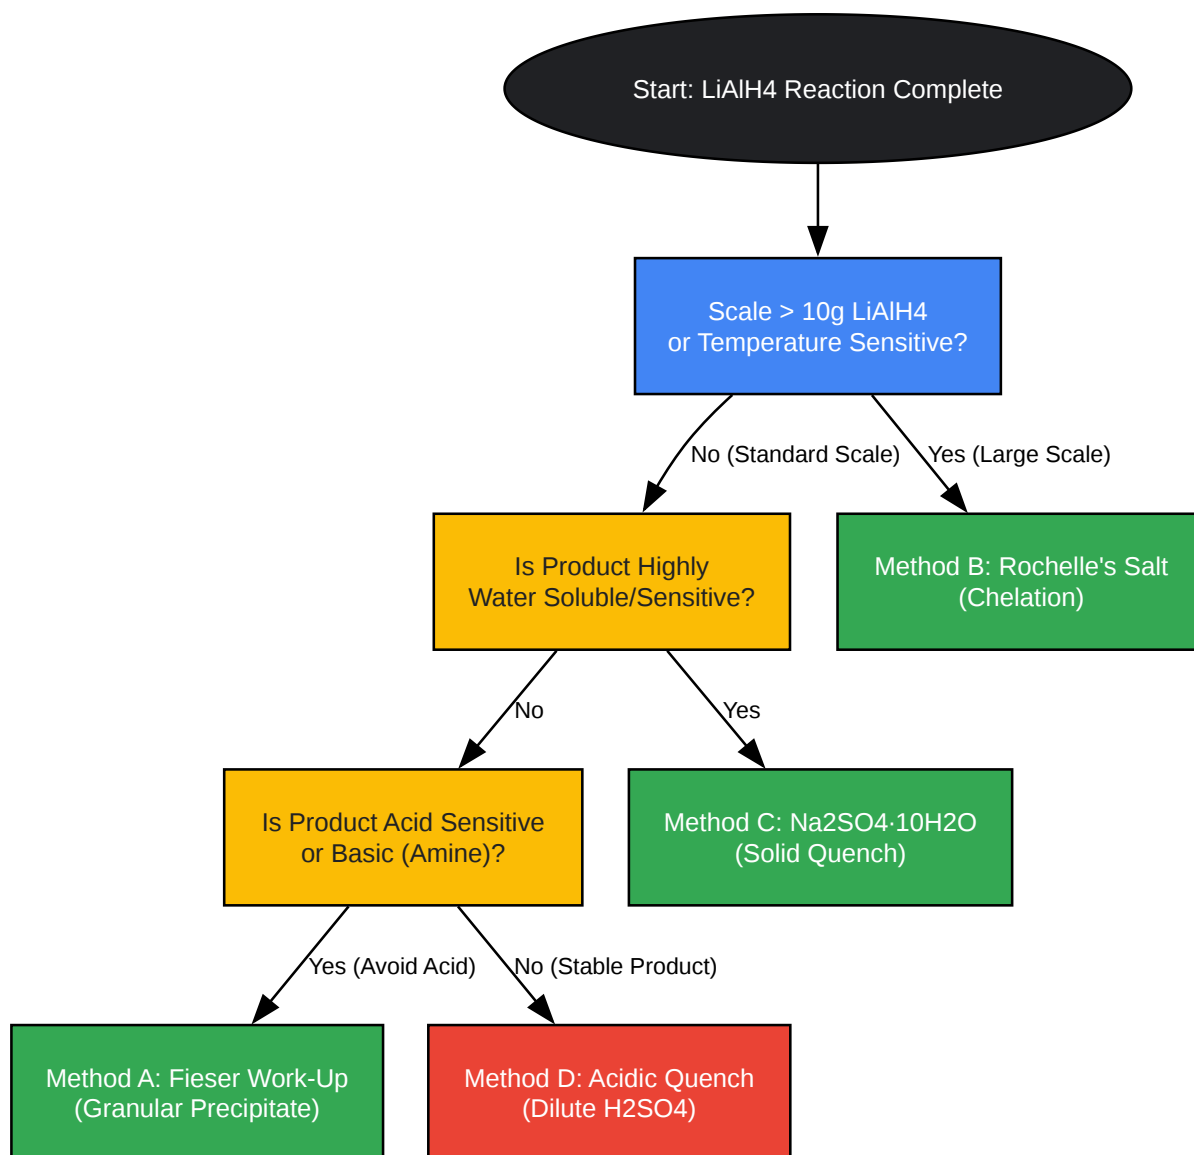 Start: LiAlH4 Reaction Complete
Scale > 10g LiAlH4
or Temperature Sensitive?
No (Standard Scale)
Yes (Large Scale)
Is Product Highly
Water Soluble/Sensitive?
Method B: Rochelle's Salt
(Chelation)
No
Yes
Is Product Acid Sensitive
or Basic (Amine)?
Method C: Na2SO4·10H2O
(Solid Quench)
Yes (Avoid Acid)
No (Stable Product)
Method A: Fieser Work-Up
(Granular Precipitate)
Method D: Acidic Quench
(Dilute H2SO4)